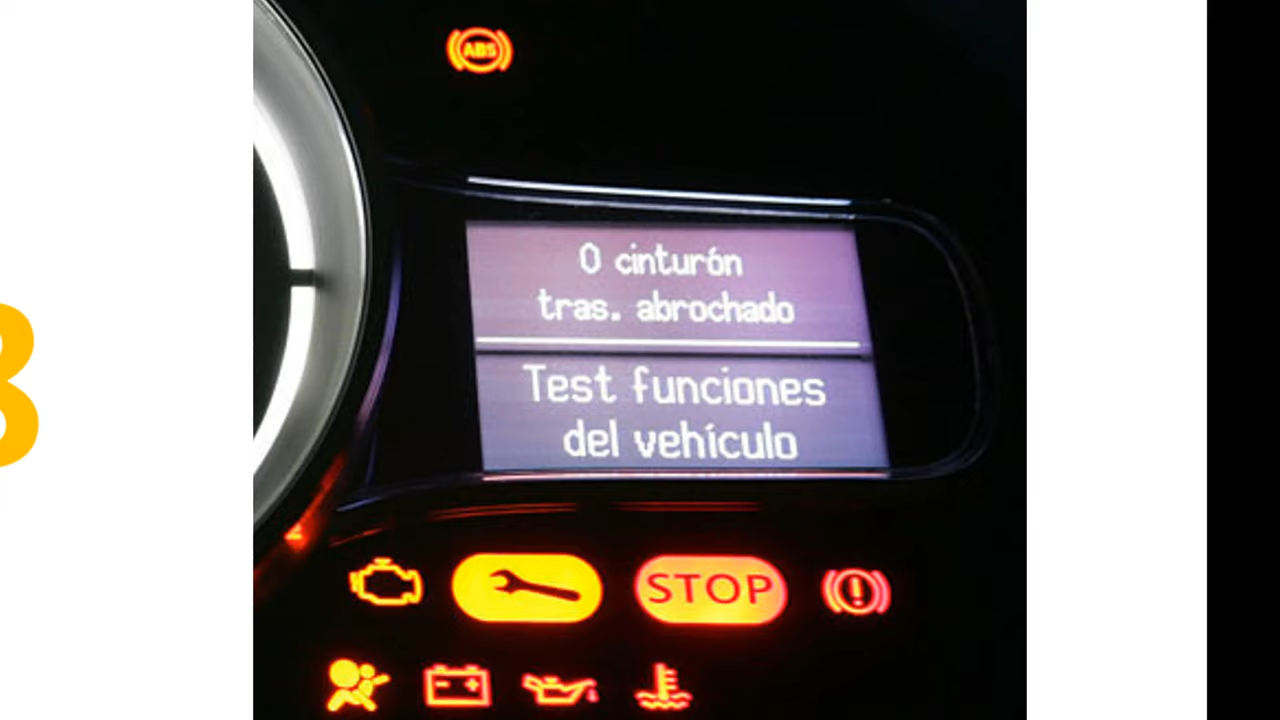 ABS
0 cinturón
tras. abrochado
Test funciones
del vehículo
STOP